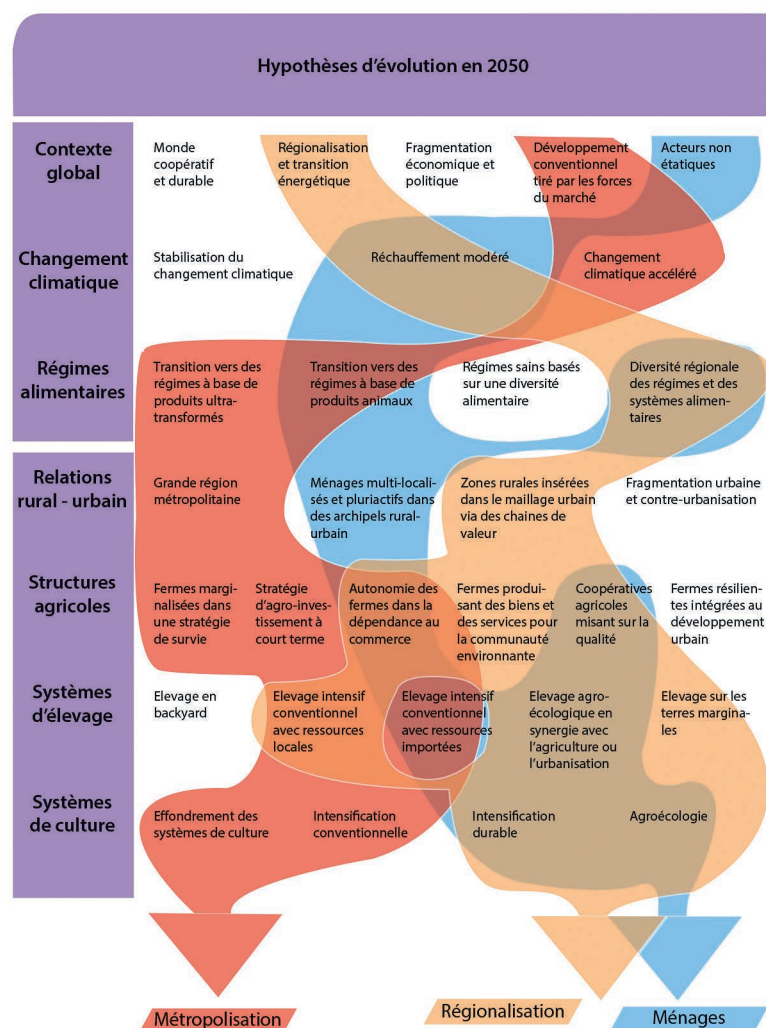 Hypothèses d'évolution en 2050
Contexte
global
Monde
coopératif
et durable
Régionalisation
et transition
énergétique
Fragmentation
économique et
politique
Développement
conventionnel
tiré par les forces
du marché
Acteurs non
étatiques
Changement
climatique
Stabilisation du
changement climatique
Réchauffement modéré
Changement
climatique accéléré
Régimes
alimentaires
Transition vers des
régimes à base de
produits ultra-
transformés
Transition vers des
régimes à base de
produits animaux
Régimes sains basés
sur une diversité
alimentaire
Diversité régionale
des régimes et des
systèmes alimen-
taires
Relations
rural - urbain
Grande région
métropolitaine
Ménages multi-locali-
sés et pluriactifs dans
des archipels rural-
urbain
Zones rurales insérées
dans le maillage urbain
via des chaines de
valeur
Fragmentation urbaine
et contre-urbanisation
Structures
agricoles
Fermes margi-
nalisées dans
une stratégie
de survie
Stratégie
d'agro-inves-
tissement à
court terme
Autonomie des
fermes dans la
dépendance au
commerce
Fermes produi-
sant des biens et
des services pour
la communauté
environnante
Coopératives
agricoles
misant sur la
qualité
Fermes résilien-
tes intégrées au
développement
urbain
Systèmes
d'élevage
Elevage en
backyard
Elevage intensif
conventionnel
avec ressources
locales
Elevage intensif
conventionnel
avec ressources
importées
Elevage agro-
écologique en
synergie avec
l'agriculture ou
l'urbanisation
Elevage sur les
terres margina-
les
Systèmes
de culture
Effondrement des
systèmes de culture
Intensification
conventionnelle
Intensification
durable
Agroécologie
Métropolisation
Régionalisation
Ménages